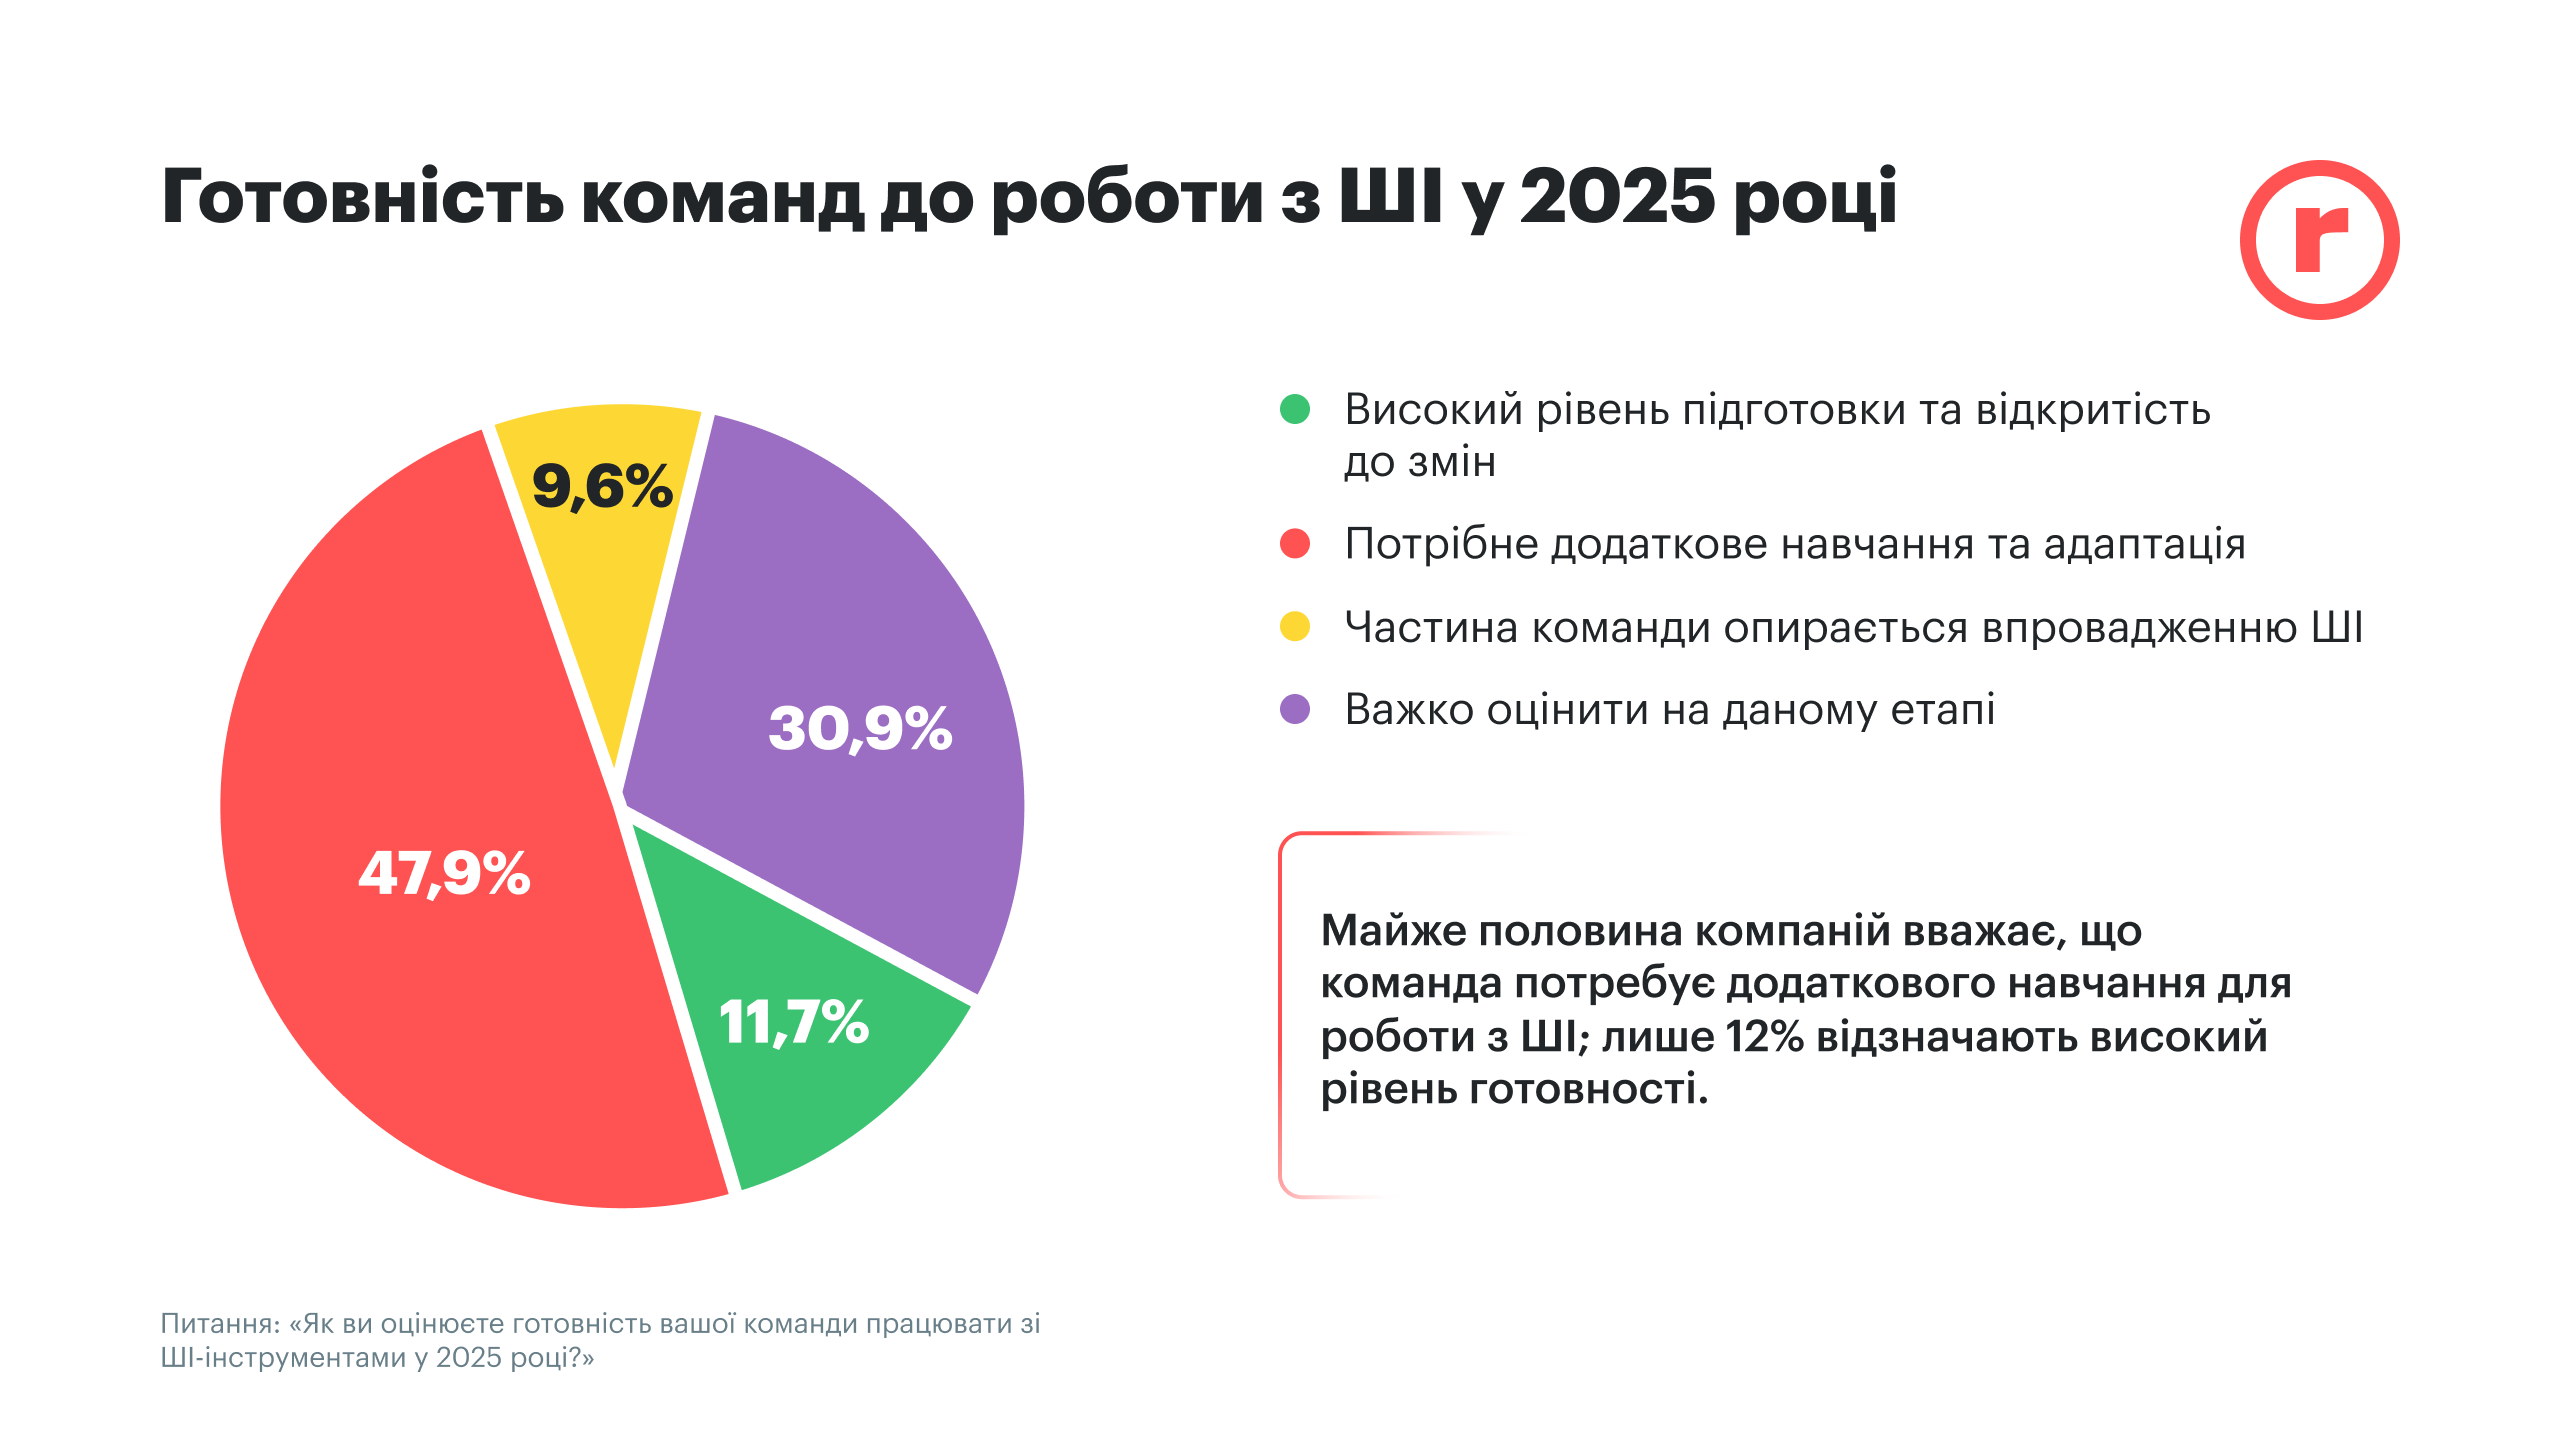 Готовність команд до роботи з ШІ у 2025 році
r
9,6%
30,9%
47,9%
11,7%
Високий рівень підготовки та відкритість
до змін
Потрібне додаткове навчання та адаптація
Частина команди опирається впровадженню ШІ
Важко оцінити на даному етапі
Майже половина компаній вважає, що
команда потребує додаткового навчання для
роботи з ШІ; лише 12% відзначають високий
рівень готовності.
Питання: «Як ви оцінюєте готовність вашої команди працювати зі
ШІ-інструментами у 2025 році?»